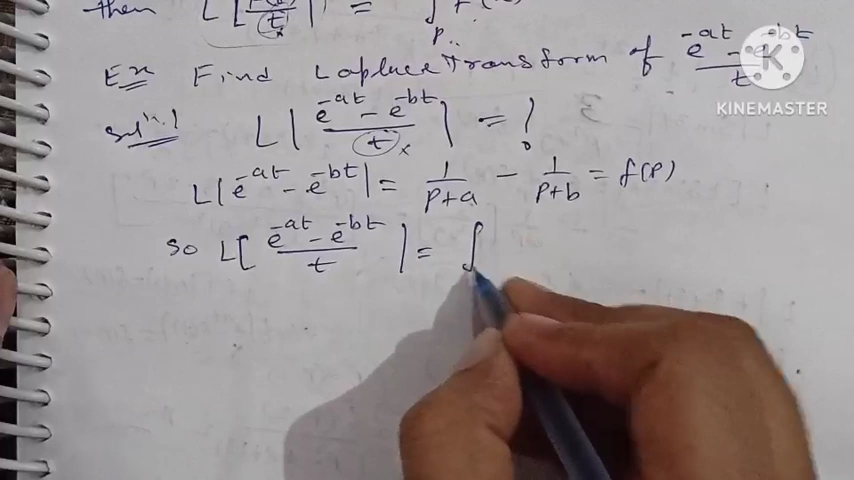 then L[F(t)/t] = ∫p
Ex Find Laplace Transform of e^-at - e^-bt / t
Sol'n.! L[e^-at - e^-bt / t] = ?
L[e^-at - e^-bt] = 1/p+a - 1/p+b = f(p)
So L[e^-at - e^-bt / t] = ∫
KINEMASTER